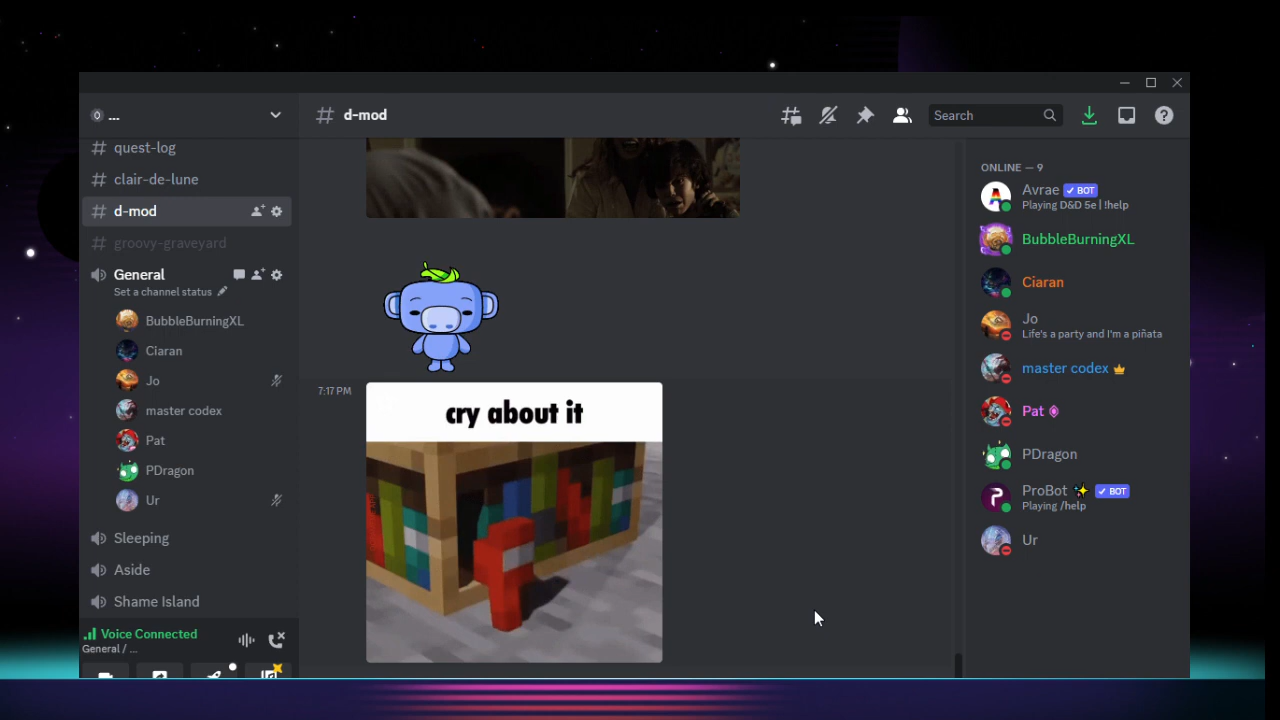 ...
d-mod
Search
quest-log
clair-de-lune
d-mod
groovy-graveyard
General
Set a channel status
BubbleBurningXL
Ciaran
Jo
master codex
Pat
PDragon
Ur
Sleeping
Aside
Shame Island
Voice Connected
General / ...
7:17 PM
cry about it
ONLINE — 9
Avrae ✓ BOT
Playing D&D 5e | !help
BubbleBurningXL
Ciaran
Jo
Life's a party and I'm a piñata
master codex
Pat
PDragon
ProBot ✨ ✓ BOT
Playing /help
Ur